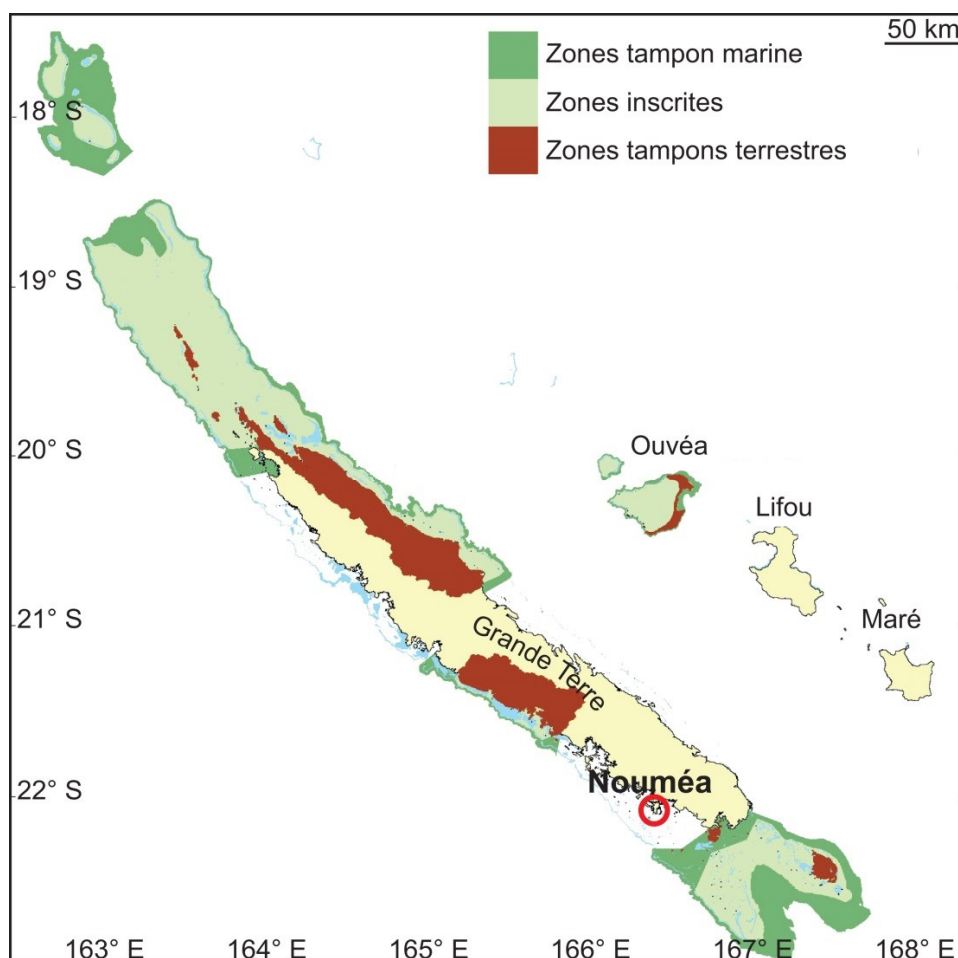 50 km
Zones tampon marine
Zones inscrites
Zones tampons terrestres
18° S
19° S
20° S
Ouvéa
Lifou
21° S
Maré
Grande Terre
22° S
Nouméa
163° E 164° E 165° E 166° E 167° E 168° E